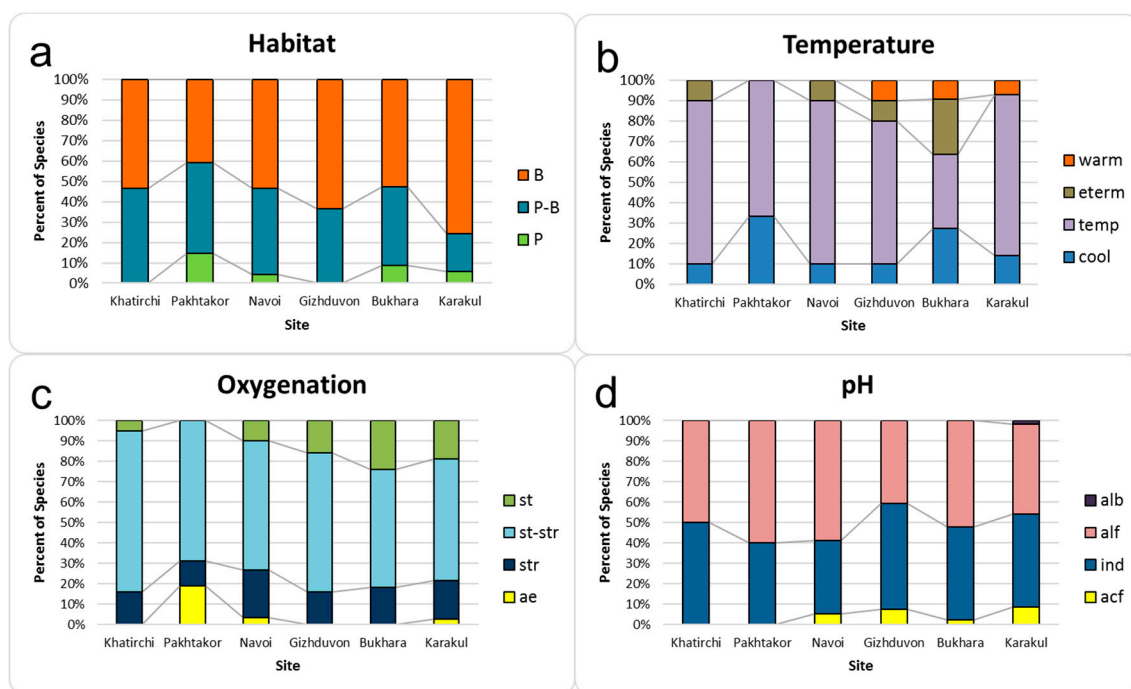 a
Habitat
Percent of Species
100%
90%
80%
70%
60%
50%
40%
30%
20%
10%
0%
Khatirchi Pakhtakor Navoi Gizhduvon Bukhara Karakul
Site
B
P-B
P
b
Temperature
Percent of Species
100%
90%
80%
70%
60%
50%
40%
30%
20%
10%
0%
Khatirchi Pakhtakor Navoi Gizhduvon Bukhara Karakul
Site
warm
eterm
temp
cool
c
Oxygenation
Percent of Species
100%
90%
80%
70%
60%
50%
40%
30%
20%
10%
0%
Khatirchi Pakhtakor Navoi Gizhduvon Bukhara Karakul
Site
st
st-str
str
ae
d
pH
Percent of Species
100%
90%
80%
70%
60%
50%
40%
30%
20%
10%
0%
Khatirchi Pakhtakor Navoi Gizhduvon Bukhara Karakul
Site
alb
alf
ind
acf